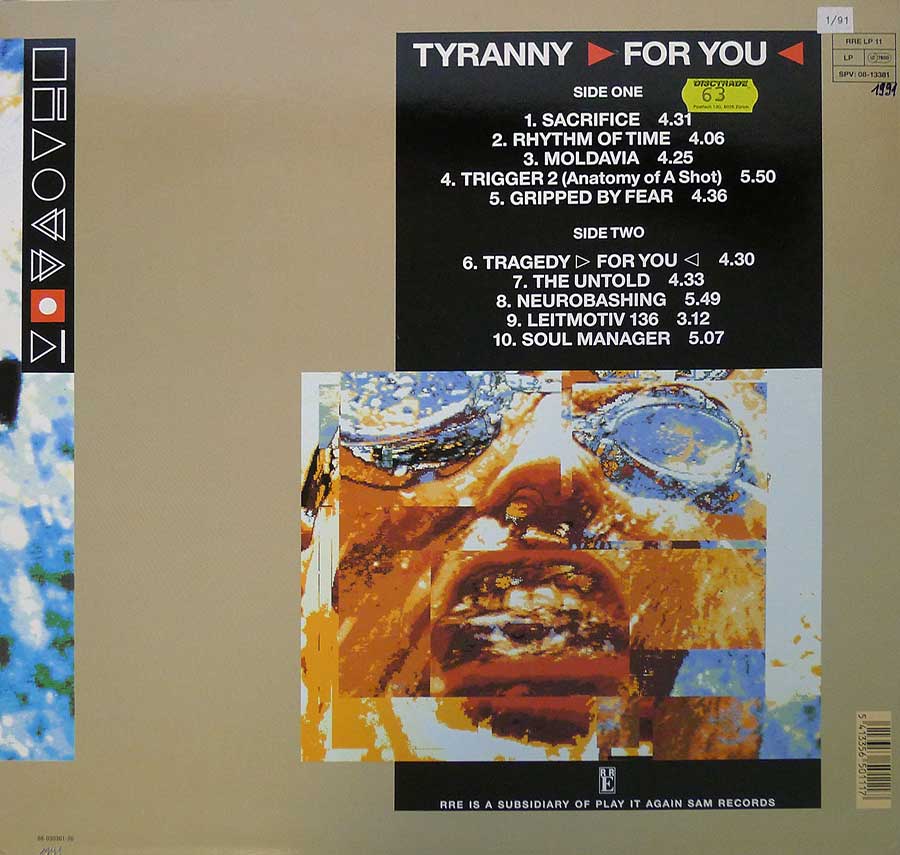 1/91
RRE LP 11
LP
SPV: 08-13381
1991
TYRANNY ▶ FOR YOU ◀
DISCTRADE
63
SIDE ONE
1. SACRIFICE 4.31
2. RHYTHM OF TIME 4.06
3. MOLDAVIA 4.25
4. TRIGGER 2 (Anatomy of A Shot) 5.50
5. GRIPPED BY FEAR 4.36
SIDE TWO
6. TRAGEDY ▷ FOR YOU ◁ 4.30
7. THE UNTOLD 4.33
8. NEUROBASHING 5.49
9. LEITMOTIV 136 3.12
10. SOUL MANAGER 5.07
RRE
RRE IS A SUBSIDIARY OF PLAY IT AGAIN SAM RECORDS
5 413356 501117